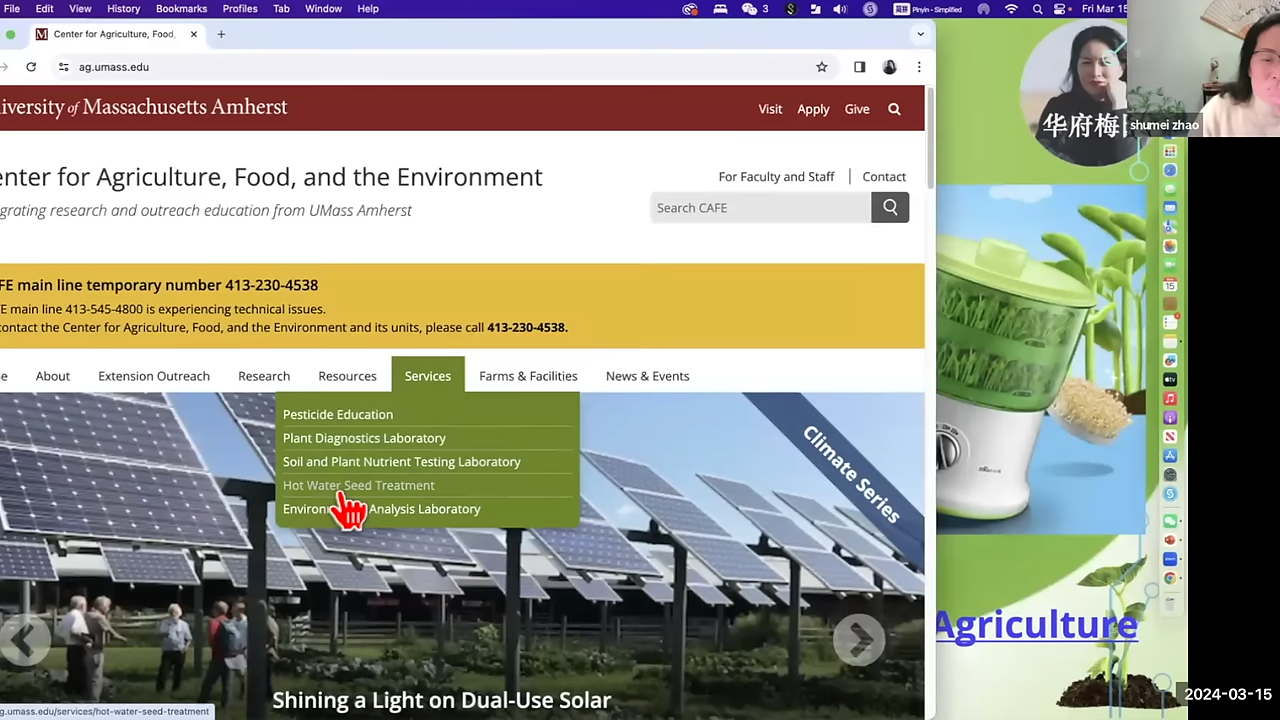 File Edit View History Bookmarks Profiles Tab Window Help
3
Pinyin - Simplified
Fri Mar 15
Center for Agriculture, Food,
ag.umass.edu
iversity of Massachusetts Amherst
Visit Apply Give
enter for Agriculture, Food, and the Environment
grating research and outreach education from UMass Amherst
For Faculty and Staff | Contact
Search CAFE
FE main line temporary number 413-230-4538
E main line 413-545-4800 is experiencing technical issues.
contact the Center for Agriculture, Food, and the Environment and its units, please call 413-230-4538.
e About Extension Outreach Research Resources Services Farms & Facilities News & Events
Pesticide Education
Plant Diagnostics Laboratory
Soil and Plant Nutrient Testing Laboratory
Hot Water Seed Treatment
Environ Analysis Laboratory
Climate Series
Shining a Light on Dual-Use Solar
g.umass.edu/services/hot-water-seed-treatment
华府梅
shumei zhao
15
Agriculture
2024-03-15